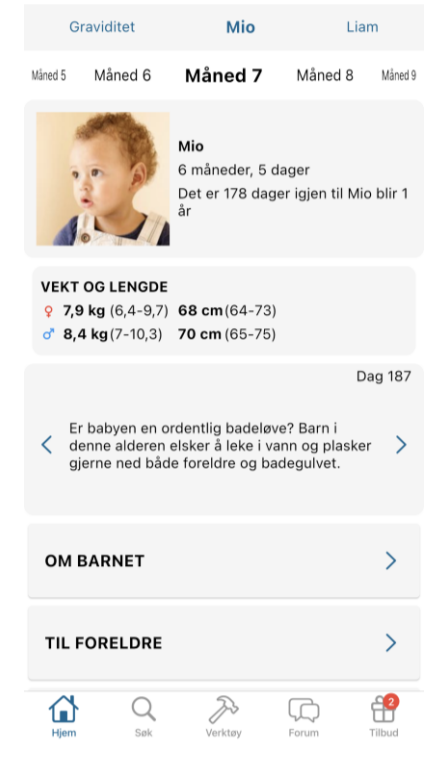 Graviditet Mio Liam
Måned 5 Måned 6 Måned 7 Måned 8 Måned 9
Mio
6 måneder, 5 dager
Det er 178 dager igjen til Mio blir 1
år
VEKT OG LENGDE
♀ 7,9 kg (6,4-9,7) 68 cm (64-73)
♂ 8,4 kg (7-10,3) 70 cm (65-75)
Dag 187
Er babyen en ordentlig badeløve? Barn i
denne alderen elsker å leke i vann og plasker
gjerne ned både foreldre og badegulvet.
OM BARNET
TIL FORELDRE
2
Hjem Søk Verktøy Forum Tilbud